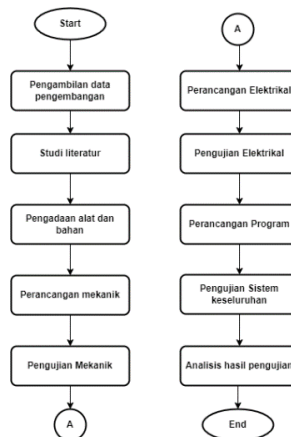 Start
Pengambilan data
pengembangan
Studi literatur
Pengadaan alat dan
bahan
Perancangan mekanik
Pengujian Mekanik
A
A
Perancangan Elektrikal
Pengujian Elektrikal
Perancangan Program
Pengujian Sistem
keseluruhan
Analisis hasil pengujian
End